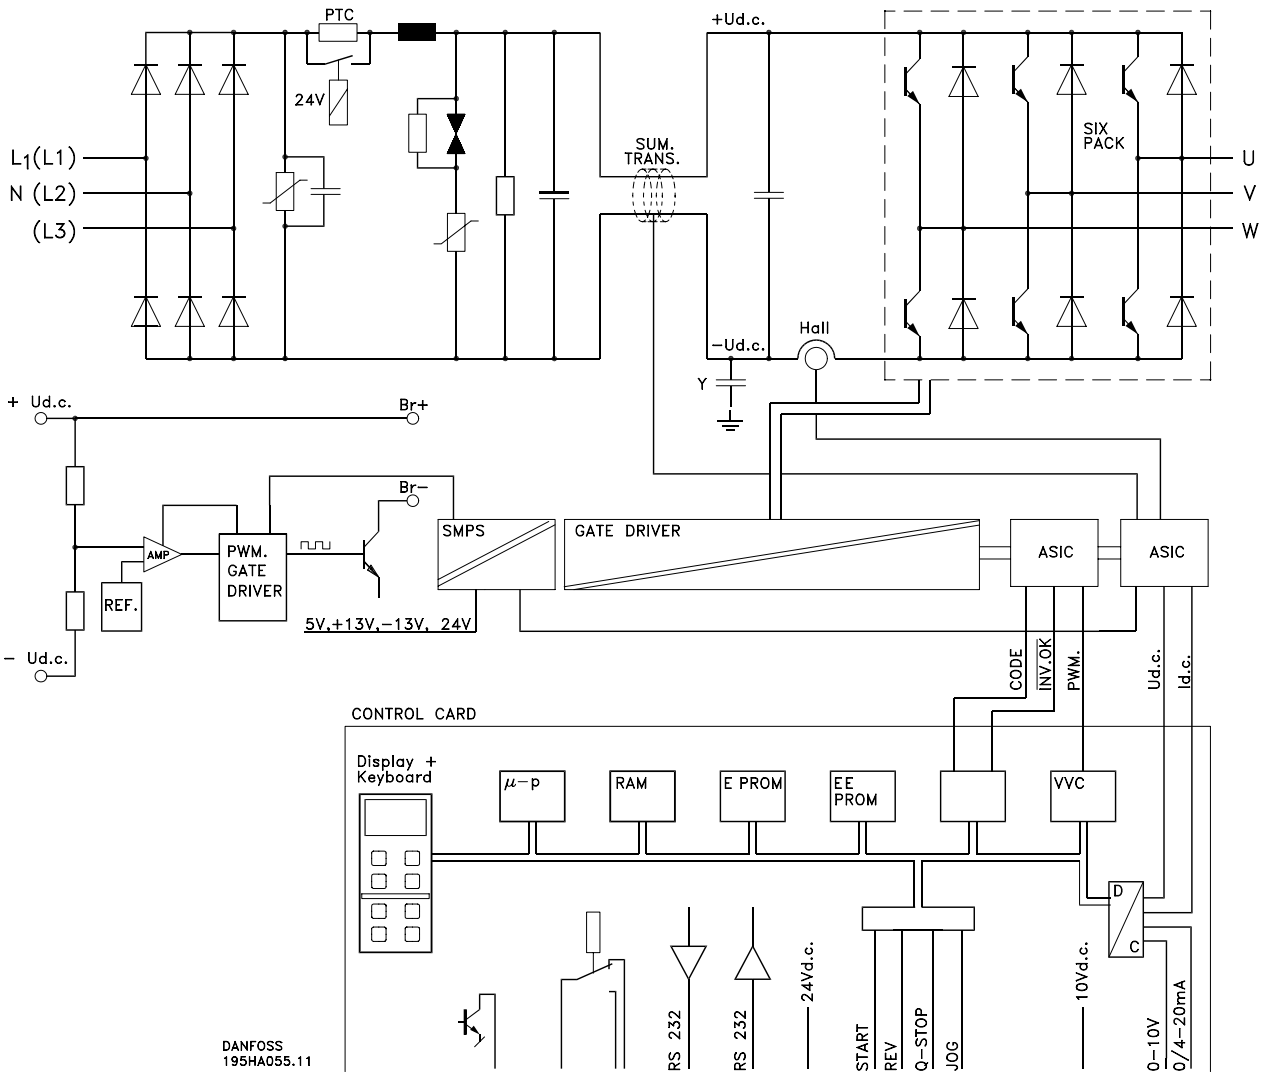 PTC
+Ud.c.
24V
SUM.
TRANS.
SIX
PACK
L1(L1)
U
N (L2)
V
(L3)
W
Hall
-Ud.c.
Y
+ Ud.c.
Br+
Br-
AMP
REF.
PWM.
GATE
DRIVER
SMPS
GATE DRIVER
ASIC
ASIC
5V,+13V,-13V, 24V
- Ud.c.
CODE
INV.OK
PWM.
Ud.c.
Id.c.
CONTROL CARD
Display +
Keyboard
μ-p
RAM
E PROM
EE
PROM
VVC
D
C
RS 232
RS 232
24Vd.c.
START
REV
Q-STOP
JOG
10Vd.c.
0-10V
0/4-20mA
DANFOSS
195HA055.11